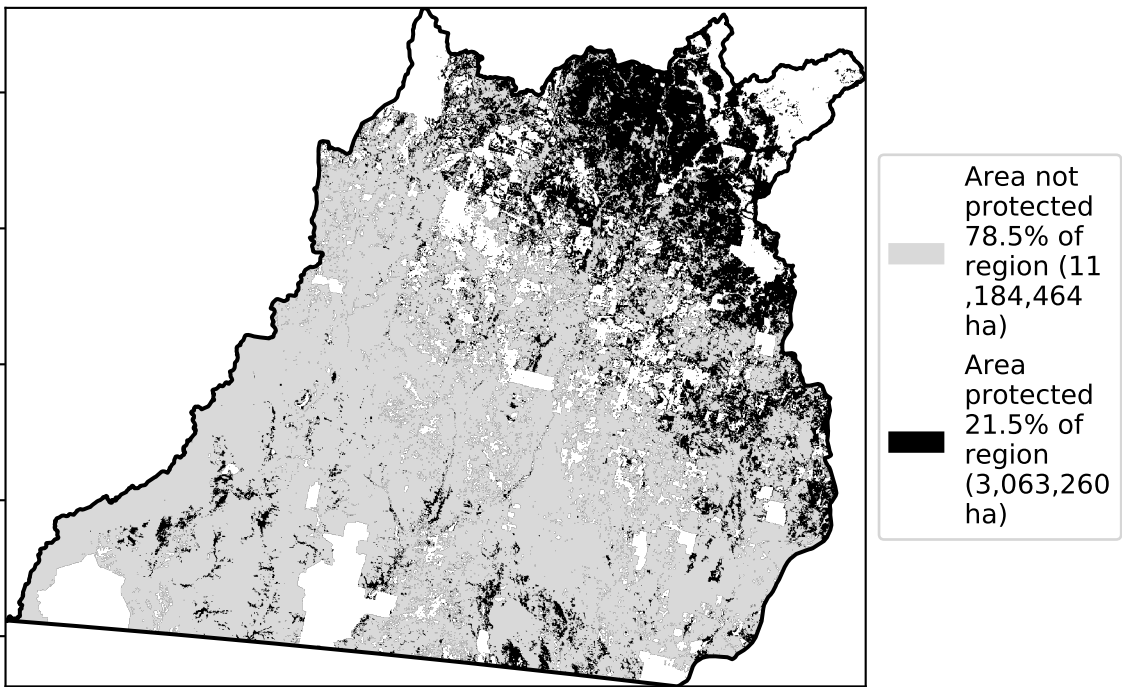 Area not
protected
78.5% of
region (11
,184,464
ha)
Area
protected
21.5% of
region
(3,063,260
ha)